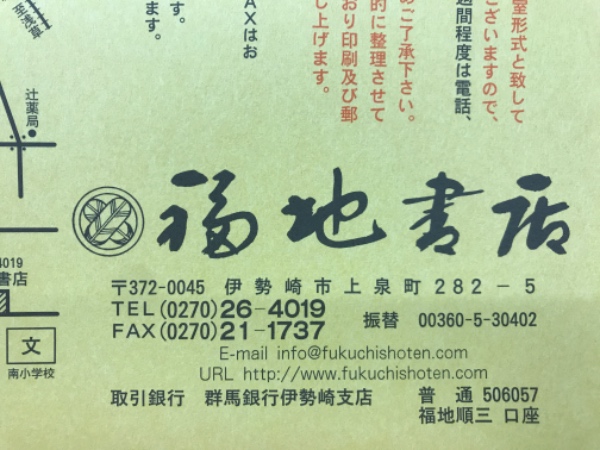 室形式と致して
ございますので、
週間程度は電話、
めご了承下さい。
的に整理させて
おり印刷及び郵
し上げます。
AXはお
す。
ます。
至浅草
辻薬局
4019
書店
文
南小学校
福地書店
〒372-0045 伊勢崎市上泉町282－5
TEL(0270)26-4019
FAX(0270)21-1737
振替 00360-5-30402
E-mail info@fukuchishoten.com
URL http://www.fukuchishoten.com
取引銀行 群馬銀行伊勢崎支店 普通 506057
福地順三 口座